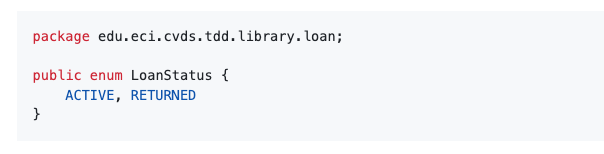 package edu.eci.cvds.tdd.library.loan;
public enum LoanStatus {
    ACTIVE, RETURNED
}